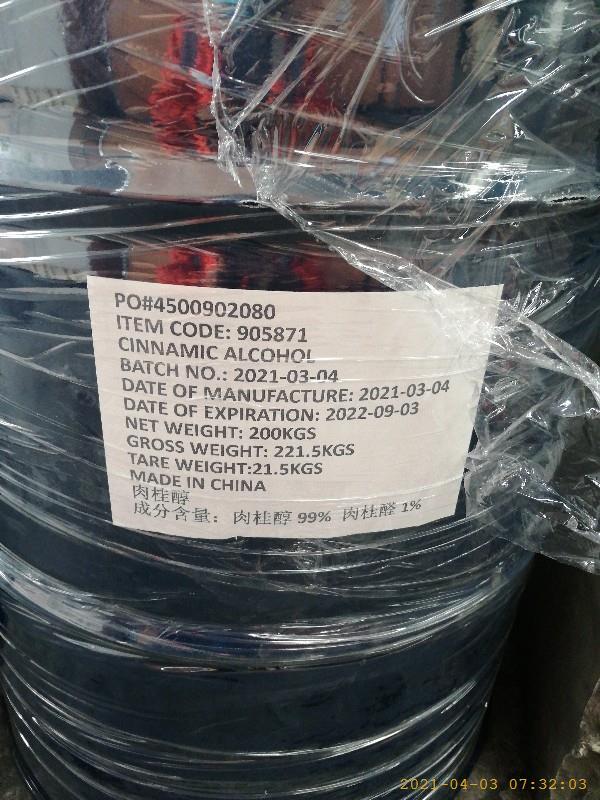 PO#4500902080
ITEM CODE: 905871
CINNAMIC ALCOHOL
BATCH NO.: 2021-03-04
DATE OF MANUFACTURE: 2021-03-04
DATE OF EXPIRATION: 2022-09-03
NET WEIGHT: 200KGS
GROSS WEIGHT: 221.5KGS
TARE WEIGHT:21.5KGS
MADE IN CHINA
肉桂醇
成分含量： 肉桂醇 99% 肉桂醛 1%
2021-04-03 07:32:03